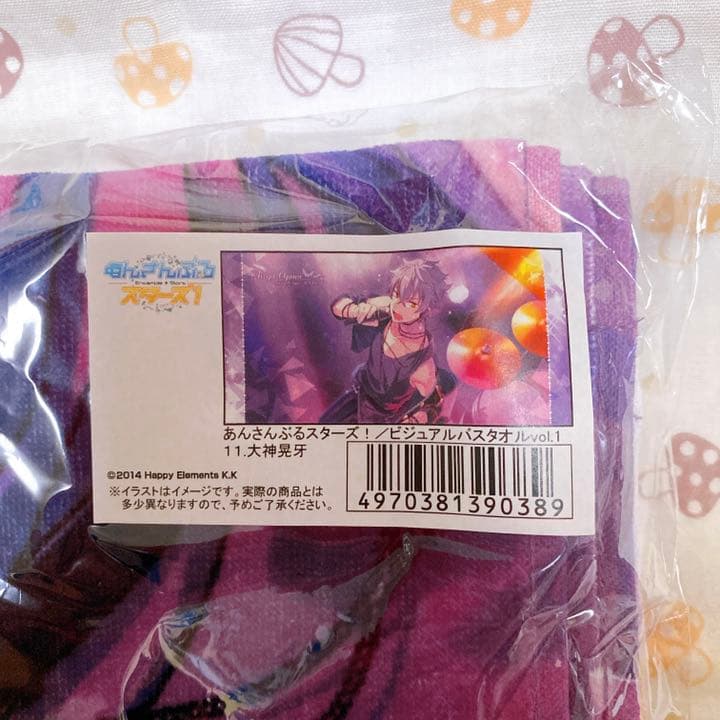 あんさんぶる
Ensemble Stars
スターズ!
あんさんぶるスターズ!/ビジュアルバスタオルvol.1
11.大神晃牙
©2014 Happy Elements K.K
※イラストはイメージです。実際の商品とは
多少異なりますので、予めご了承ください。
4970381390389